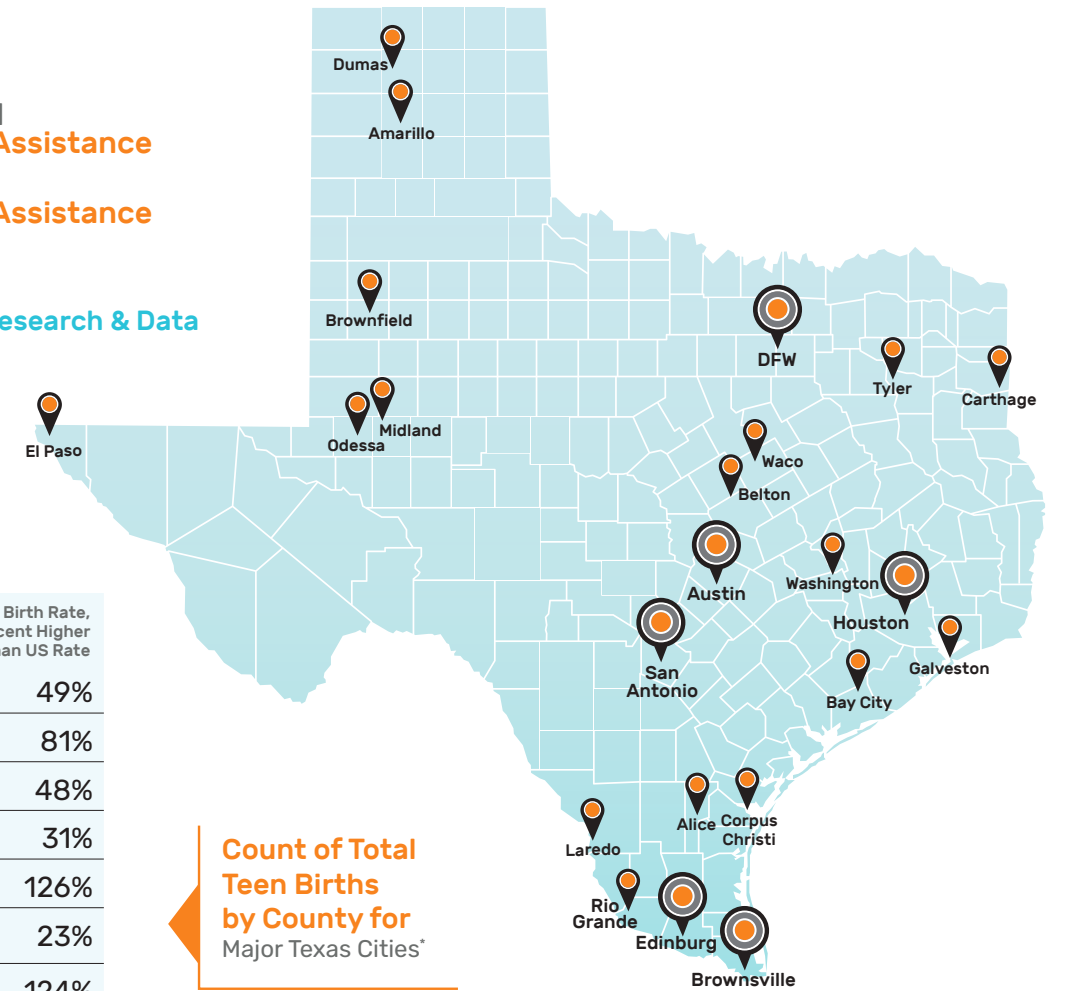 Assistance
Assistance
esearch & Data
Dumas
Amarillo
Brownfield
DFW
Tyler
Carthage
El Paso
Midland
Odessa
Waco
Belton
Austin
Washington
Houston
San
Antonio
Galveston
Bay City
Alice
Corpus
Christi
Laredo
Rio
Grande
Edinburg
Brownsville
Birth Rate,
cent Higher
an US Rate
49%
81%
48%
31%
126%
23%
124%
Count of Total
Teen Births
by County for
Major Texas Cities*